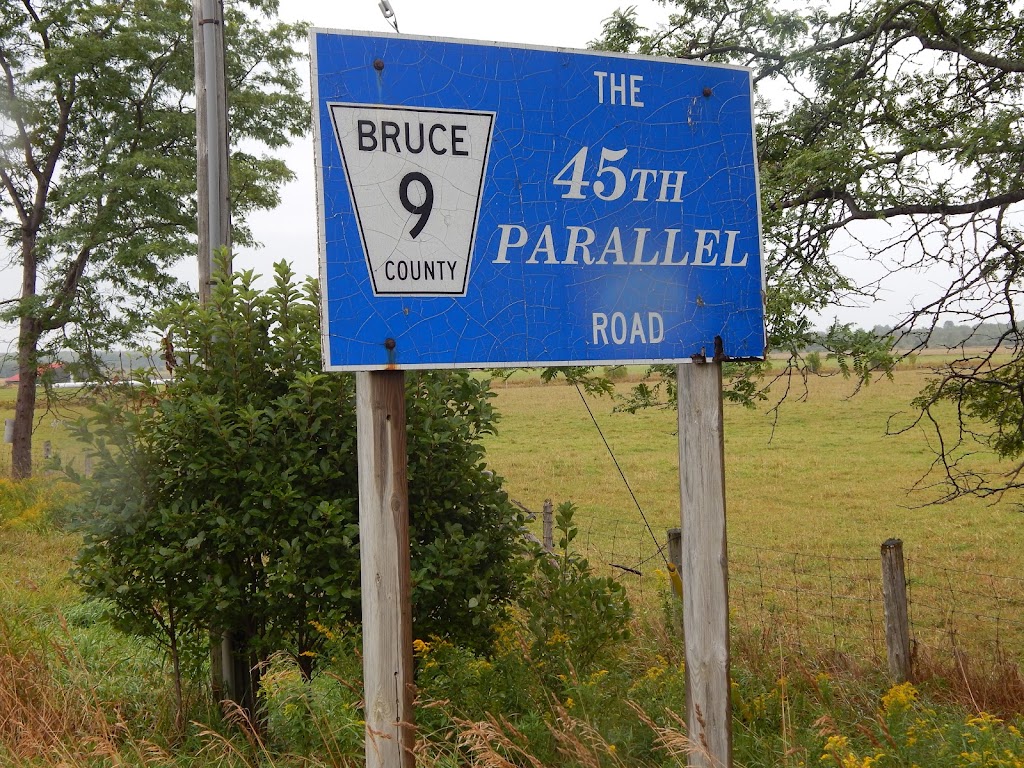 BRUCE
9
COUNTY
THE
45TH
PARALLEL
ROAD